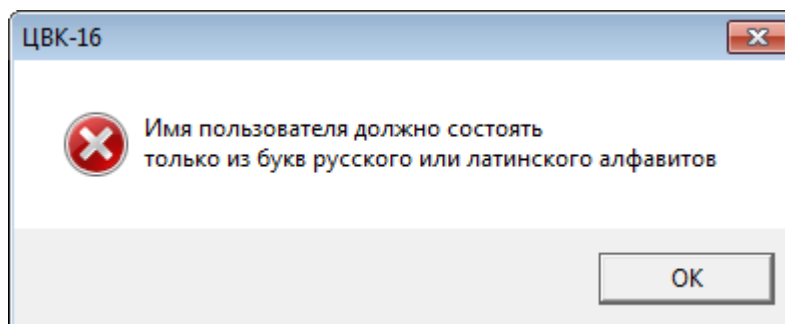 ЦВК-16
Имя пользователя должно состоять
только из букв русского или латинского алфавитов
OK